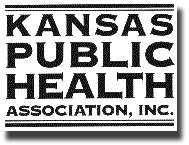 KANSAS
PUBLIC
HEALTH
ASSOCIATION, INC.